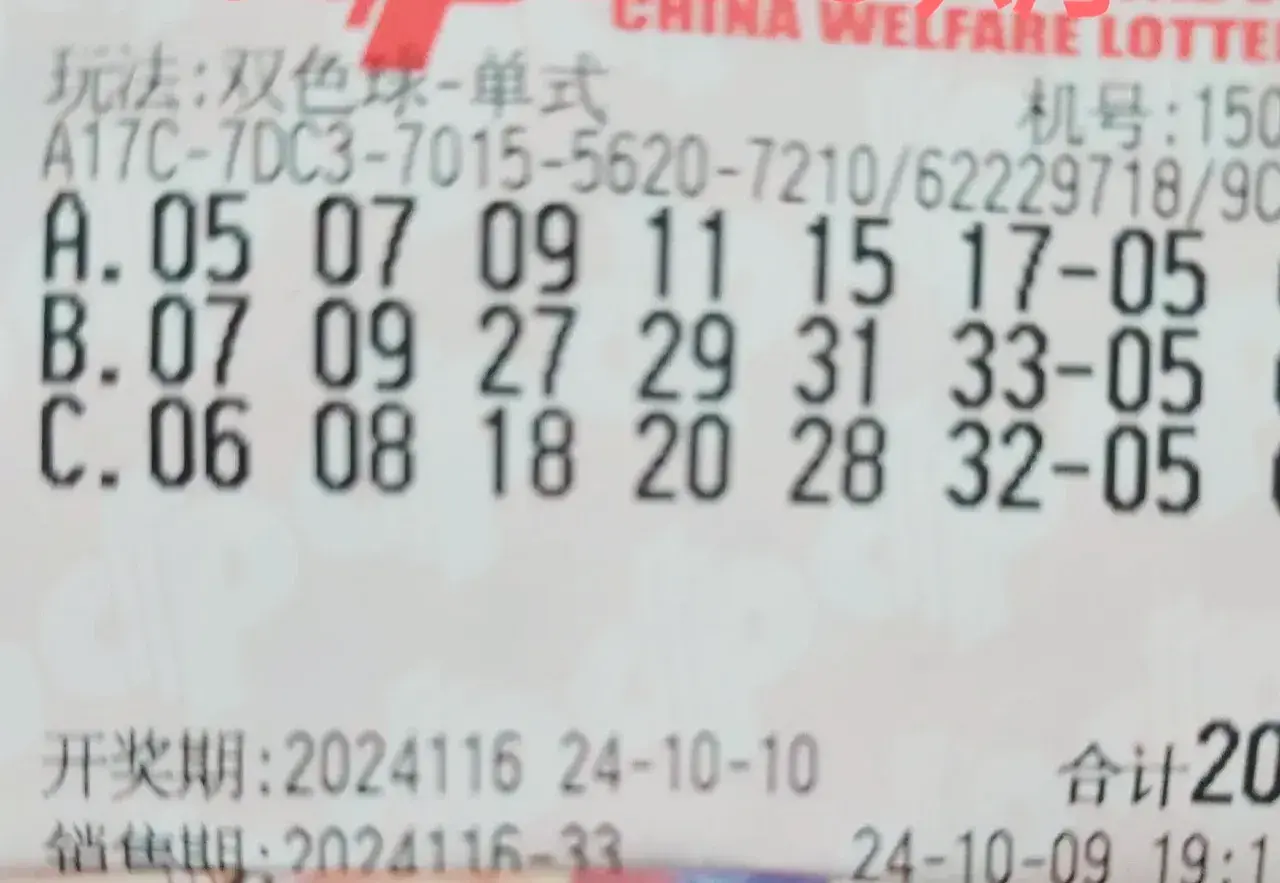 CHINA WELFARE LOTTE
玩法:双色球-单式 机号:150
A17C-7DC3-7015-5620-7210/62229718/9C
A.05 07 09 11 15 17-05
B.07 09 27 29 31 33-05
C.06 08 18 20 28 32-05
开奖期:2024116 24-10-10 合计20
销售期:2024116-33 24-10-09 19:1